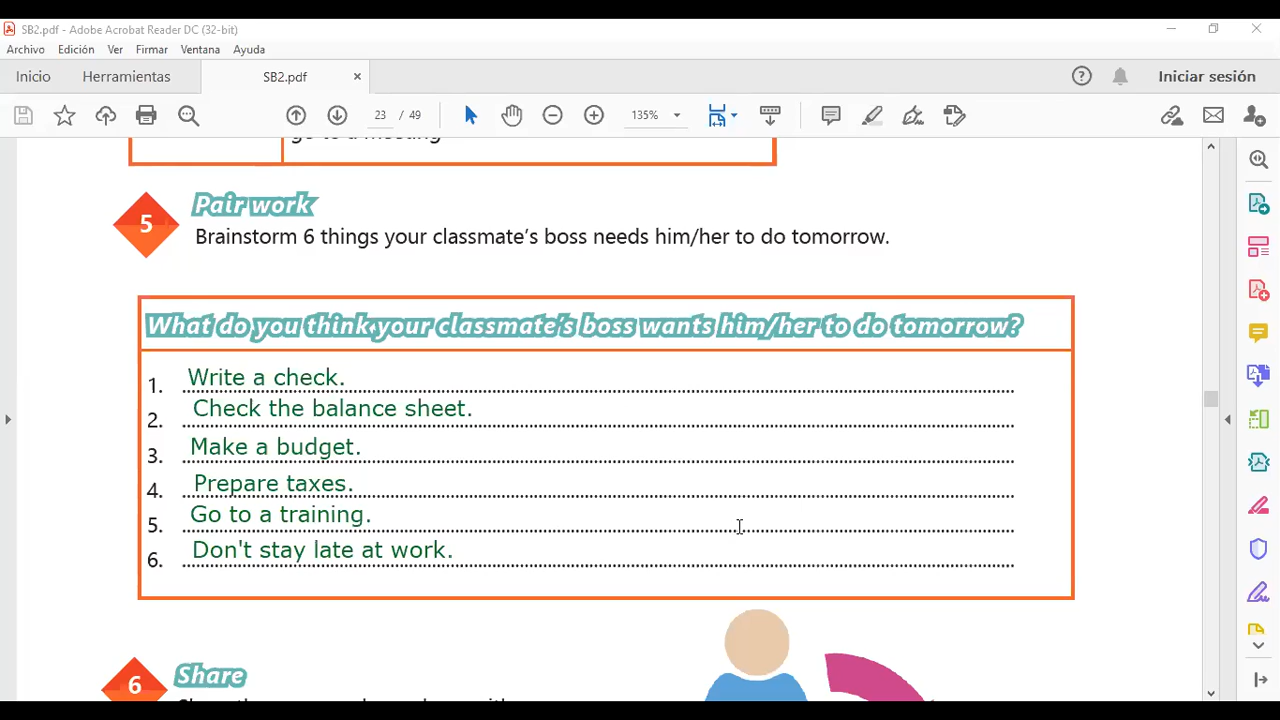 SB2.pdf - Adobe Acrobat Reader DC (32-bit)
Archivo Edición Ver Firmar Ventana Ayuda
Inicio Herramientas SB2.pdf × Iniciar sesión
23 / 49 135%
go to a meeting
5 Pair work
Brainstorm 6 things your classmate's boss needs him/her to do tomorrow.
What do you think your classmate's boss wants him/her to do tomorrow?
1. Write a check.
2. Check the balance sheet.
3. Make a budget.
4. Prepare taxes.
5. Go to a training.
6. Don't stay late at work.
6 Share